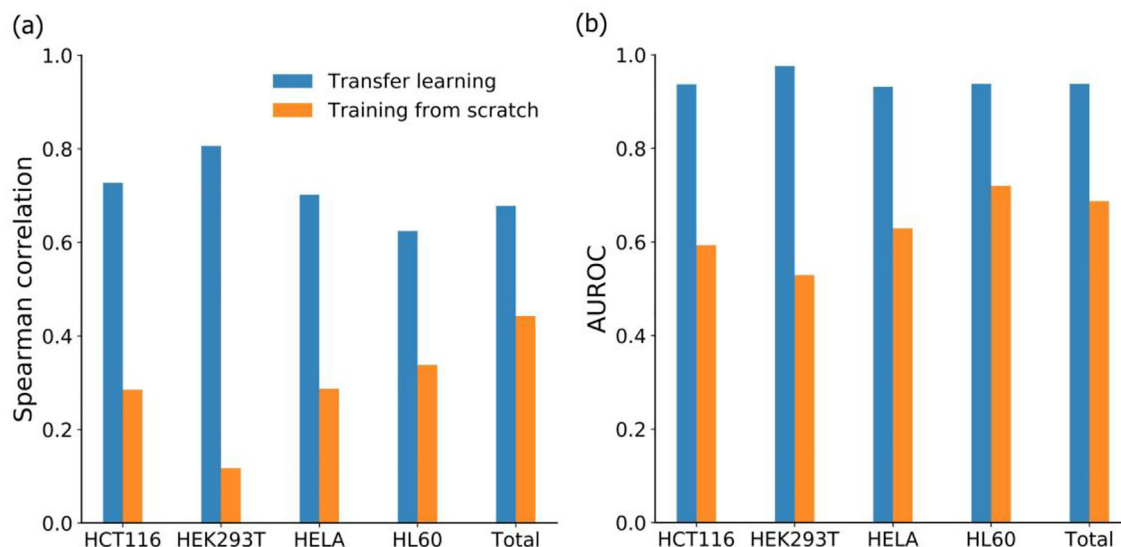 (a)
Spearman correlation
1.0
0.8
0.6
0.4
0.2
0.0
Transfer learning
Training from scratch
HCT116 HEK293T HELA HL60 Total
(b)
AUROC
1.0
0.8
0.6
0.4
0.2
0.0
HCT116 HEK293T HELA HL60 Total